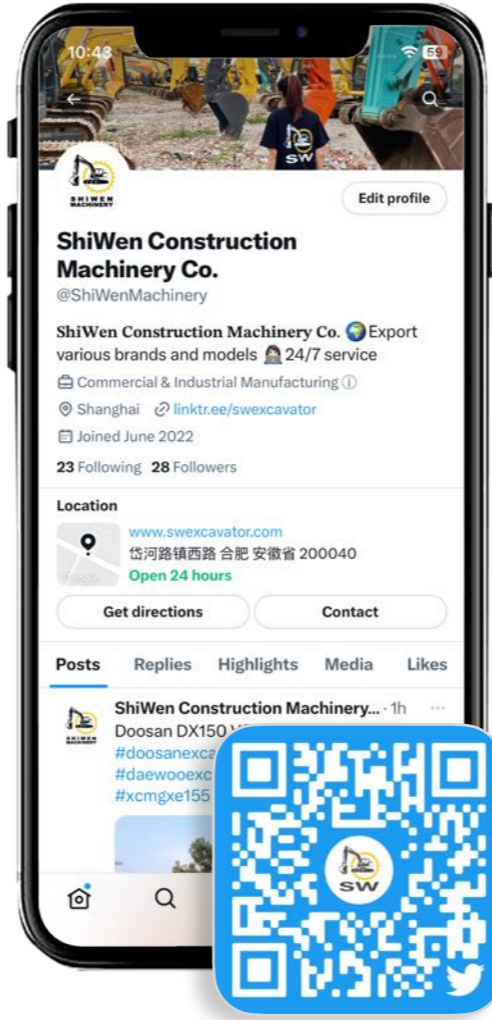 10:43
59
SW
SHIWEN
MACHINERY
Edit profile
ShiWen Construction
Machinery Co.
@ShiWenMachinery
ShiWen Construction Machinery Co. 🌍Export
various brands and models 👩🏻‍💻24/7 service
Commercial & Industrial Manufacturing
Shanghai linktr.ee/swexcavator
Joined June 2022
23 Following 28 Followers
Location
www.swexcavator.com
岱河路镇西路 合肥 安徽省 200040
Open 24 hours
Get directions
Contact
Posts Replies Highlights Media Likes
ShiWen Construction Machinery... · 1h ...
SHIWEN
MACHINERY
Doosan DX150
#doosanexca
#daewooexc
#xcmgxe155
SW